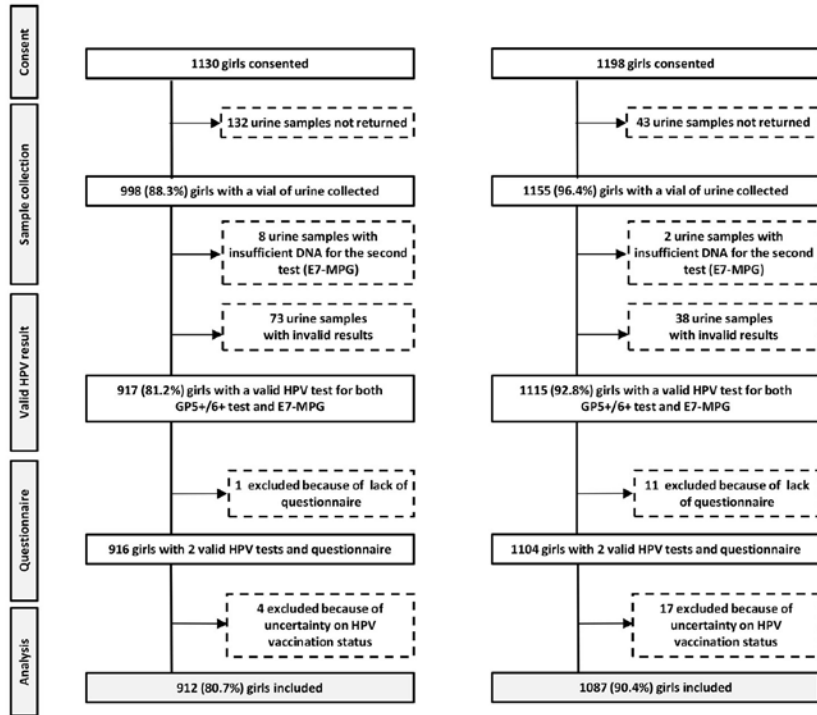 Consent
1130 girls consented
1198 girls consented
Sample collection
132 urine samples not returned
43 urine samples not returned
998 (88.3%) girls with a vial of urine collected
1155 (96.4%) girls with a vial of urine collected
8 urine samples with
insufficient DNA for the second
test (E7-MPG)
2 urine samples with
insufficient DNA for the second
test (E7-MPG)
Valid HPV result
73 urine samples
with invalid results
38 urine samples
with invalid results
917 (81.2%) girls with a valid HPV test for both
GP5+/6+ test and E7-MPG
1115 (92.8%) girls with a valid HPV test for both
GP5+/6+ test and E7-MPG
Questionnaire
1 excluded because of lack of
questionnaire
11 excluded because of lack
of questionnaire
916 girls with 2 valid HPV tests and questionnaire
1104 girls with 2 valid HPV tests and questionnaire
Analysis
4 excluded because of
uncertainty on HPV
vaccination status
17 excluded because of
uncertainty on HPV
vaccination status
912 (80.7%) girls included
1087 (90.4%) girls included